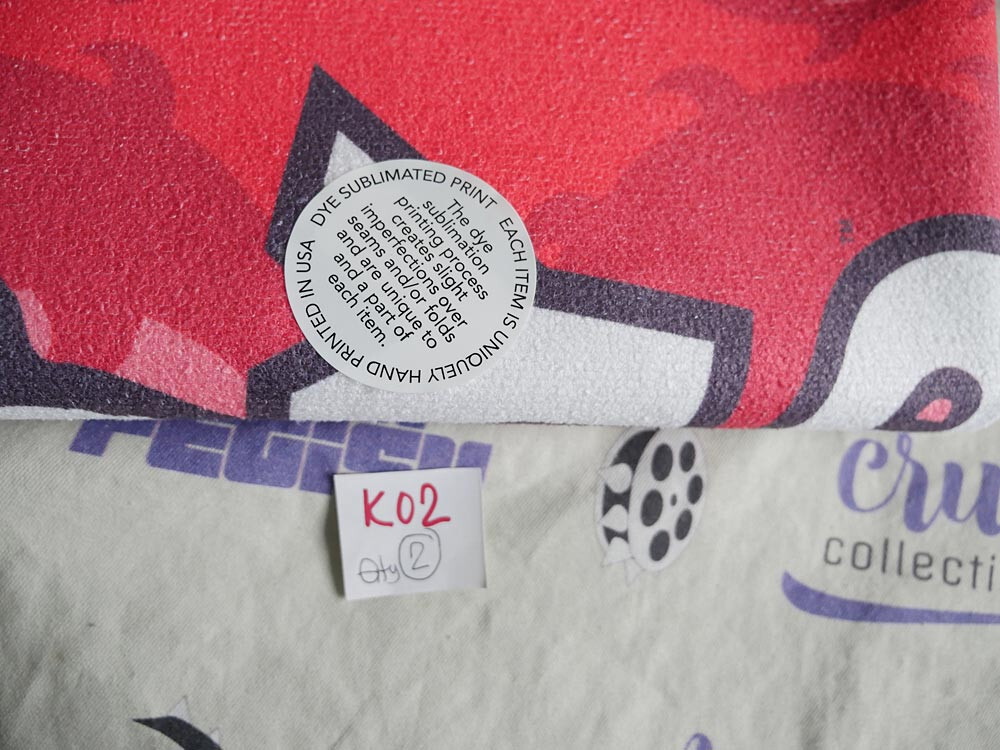 DYE SUBLIMATED PRINT
EACH ITEM IS UNIQUELY HAND PRINTED IN USA
The dye
sublimation
printing process
creates slight
imperfections over
seams and/or folds
and are unique to
and a part of
each item.
K02
Qty 2
cru
collecti